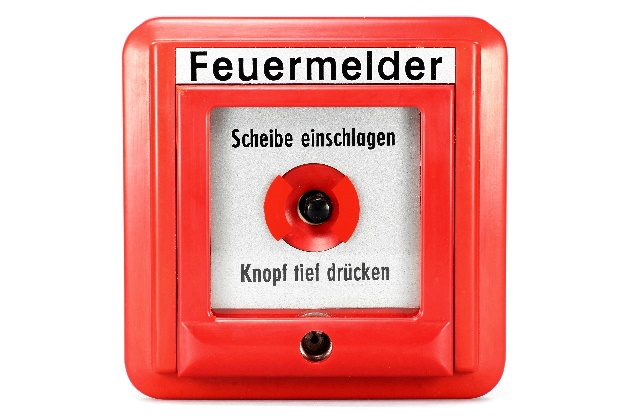 Feuermelder
Scheibe einschlagen
Knopf tief drücken